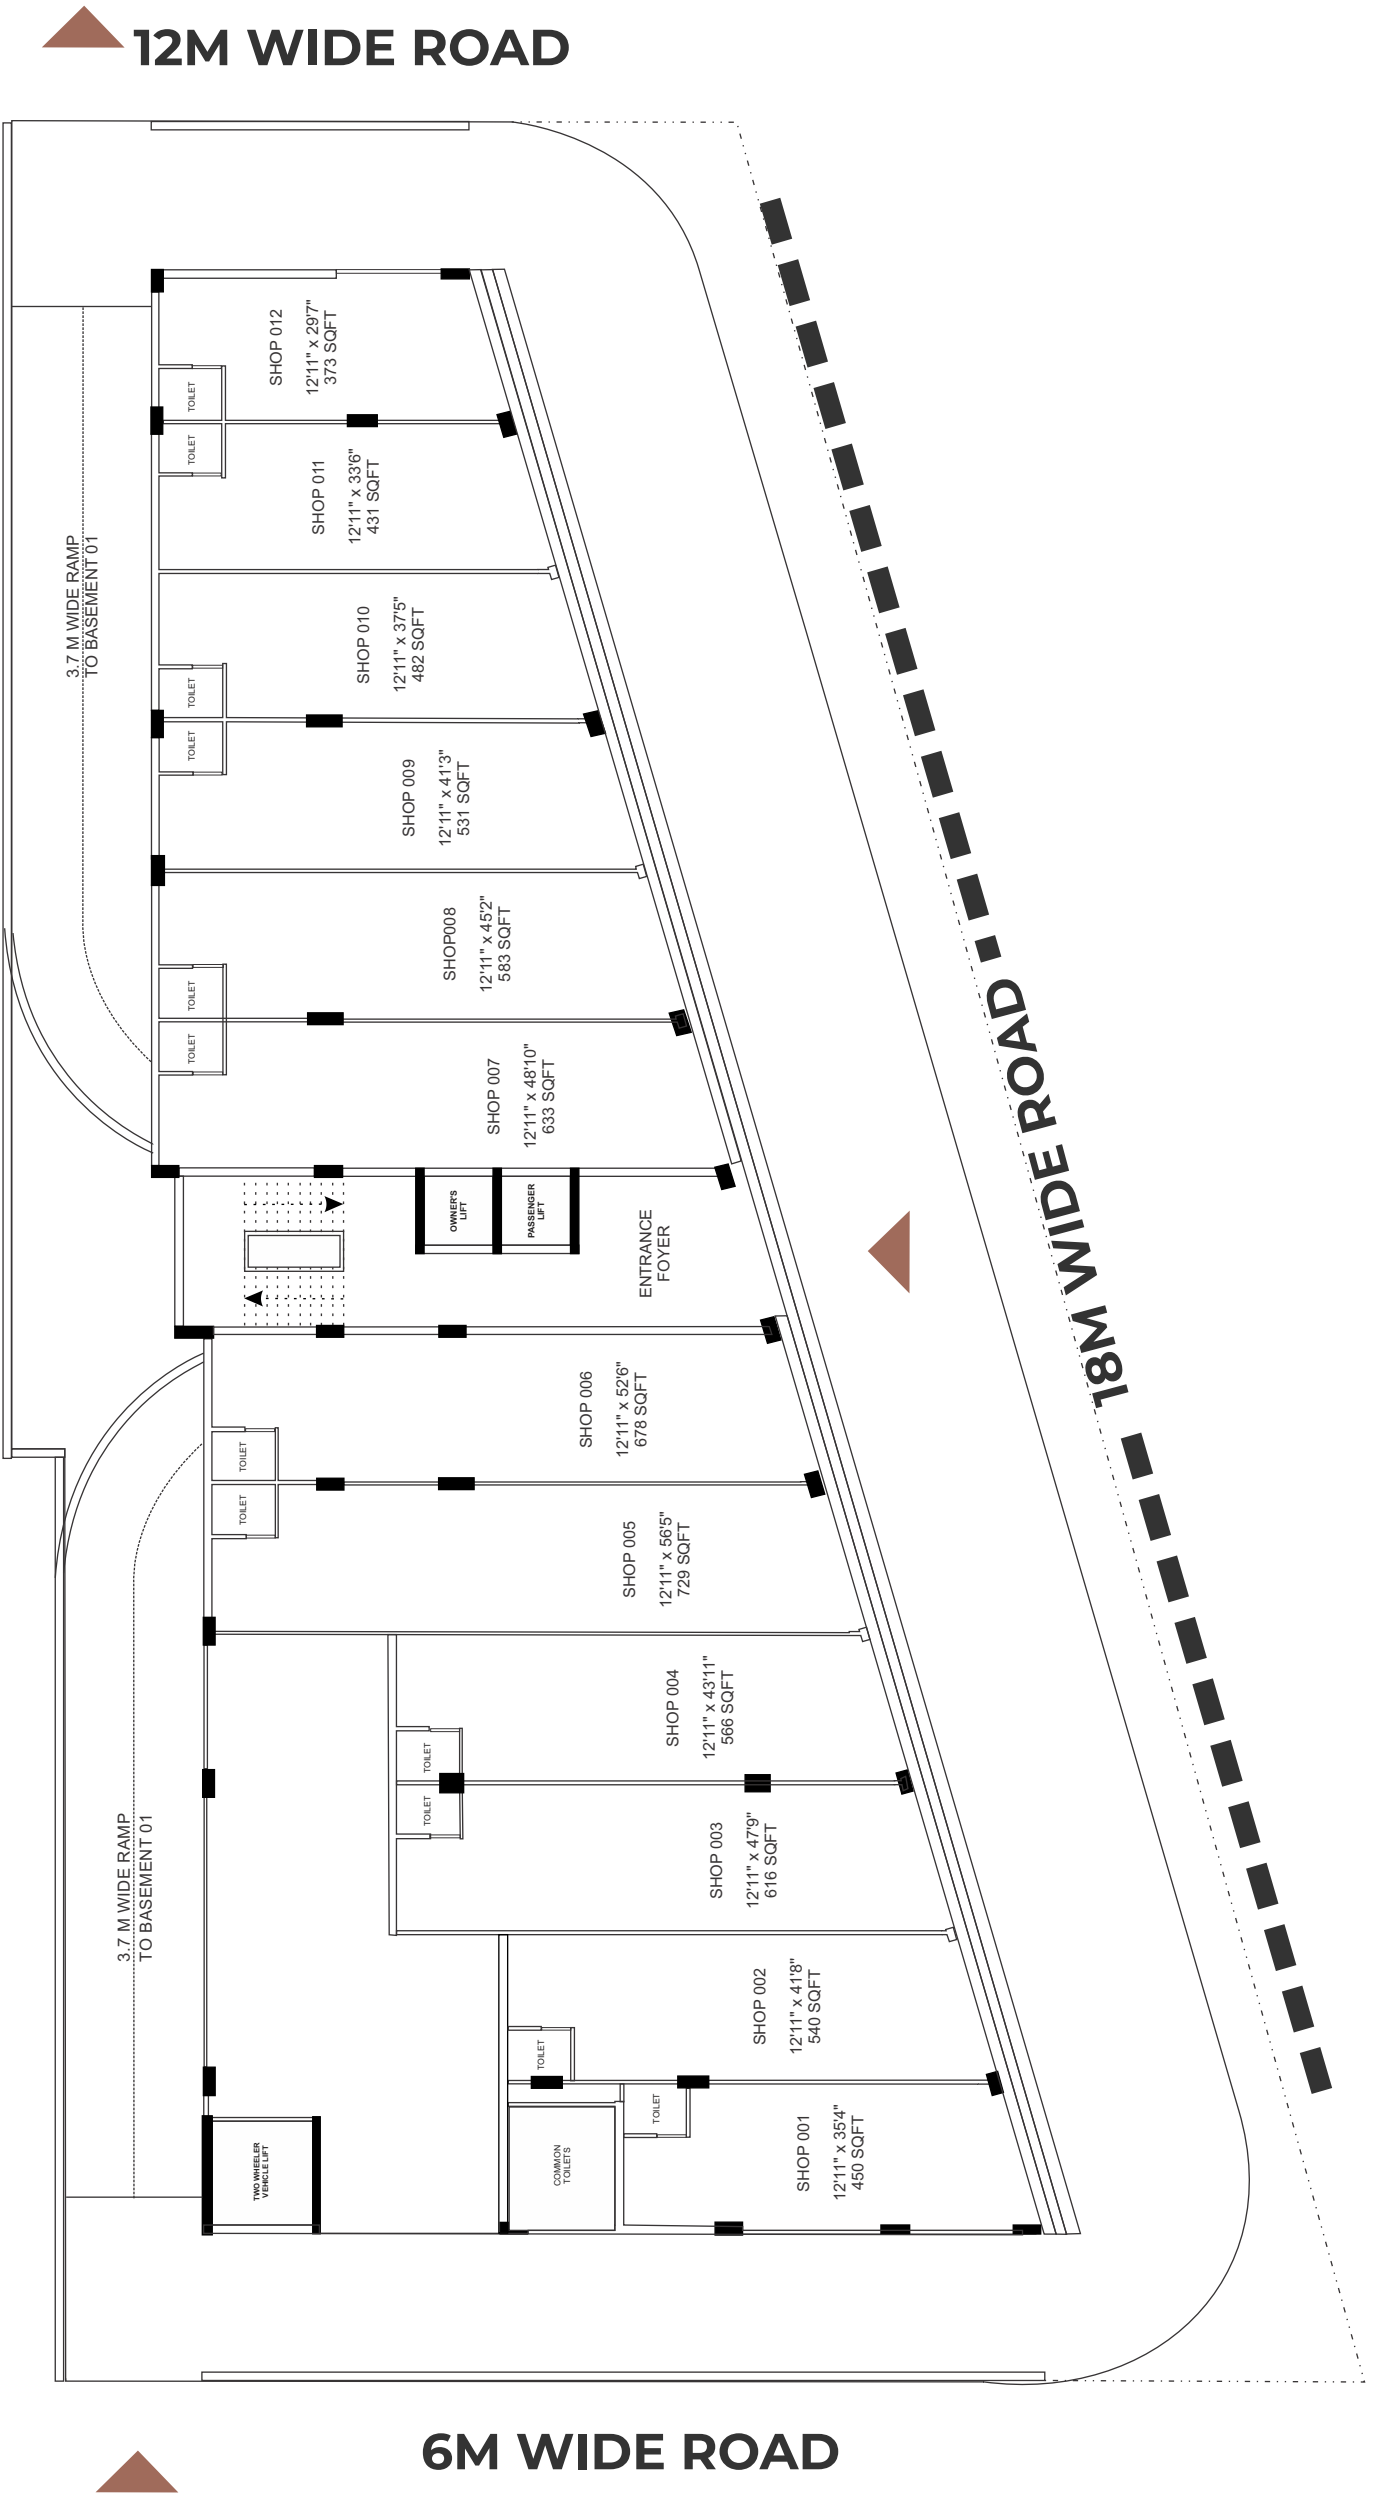 12M WIDE ROAD
SHOP 012
12'11" x 29'7"
373 SQFT
TOILET
TOILET
SHOP 011
12'11" x 33'6"
431 SQFT
3.7 M WIDE RAMP
TO BASEMENT 01
SHOP 010
12'11" x 37'5"
482 SQFT
TOILET
TOILET
SHOP 009
12'11" x 41'3"
531 SQFT
SHOP008
12'11" x 45'2"
583 SQFT
TOILET
TOILET
SHOP 007
12'11" x 48'10"
633 SQFT
OWNER'S
LIFT
PASSENGER
LIFT
ENTRANCE
FOYER
18M WIDE ROAD
SHOP 006
12'11" x 52'6"
678 SQFT
TOILET
TOILET
SHOP 005
12'11" x 56'5"
729 SQFT
SHOP 004
12'11" x 43'11"
566 SQFT
TOILET
TOILET
SHOP 003
12'11" x 47'9"
616 SQFT
3.7 M WIDE RAMP
TO BASEMENT 01
SHOP 002
12'11" x 41'8"
540 SQFT
TOILET
TOILET
SHOP 001
12'11" x 35'4"
450 SQFT
COMMON
TOILETS
TWO WHEELER
VEHICLE LIFT
6M WIDE ROAD